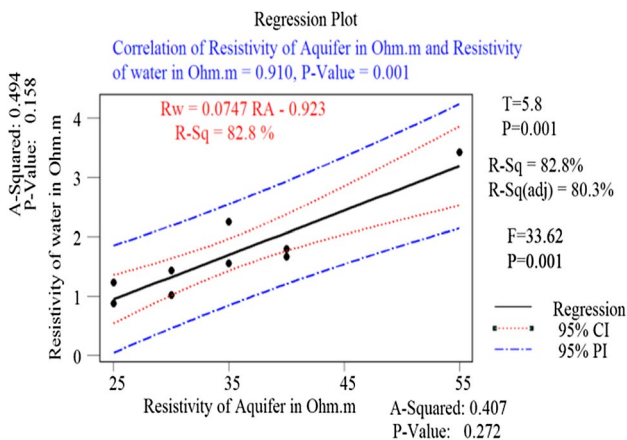 Regression Plot
Correlation of Resistivity of Aquifer in Ohm.m and Resistivity
of water in Ohm.m = 0.910, P-Value = 0.001
A-Squared: 0.494
P-Value: 0.158
Resistivity of water in Ohm.m
Rw = 0.0747 RA - 0.923
R-Sq = 82.8 %
4
3
2
1
0
25
35
45
55
Resistivity of Aquifer in Ohm.m
A-Squared: 0.407
P-Value: 0.272
T=5.8
P=0.001
R-Sq = 82.8%
R-Sq(adj) = 80.3%
F=33.62
P=0.001
Regression
95% CI
95% PI